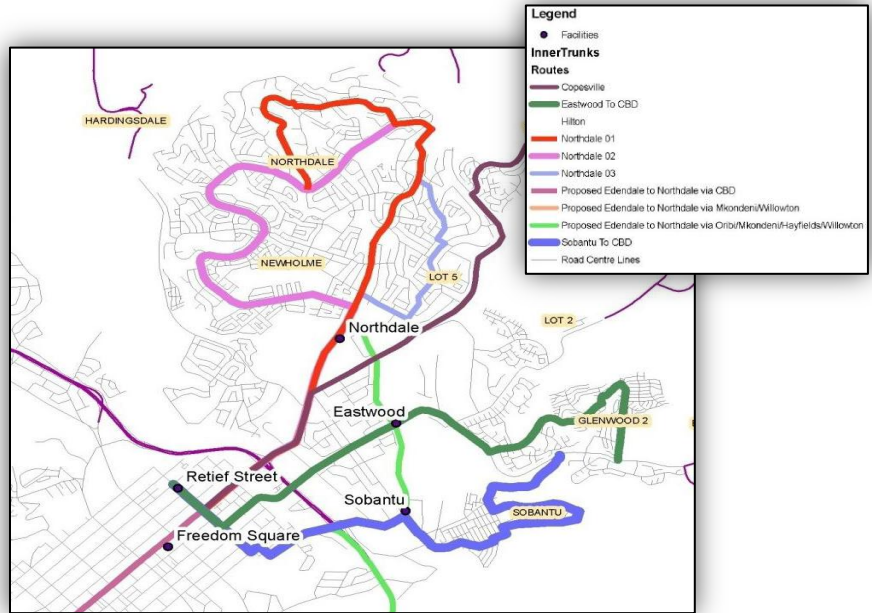 Legend
Facilities
InnerTrunks
Routes
Copesville
Eastwood To CBD
Hilton
Northdale 01
Northdale 02
Northdale 03
Proposed Edendale to Northdale via CBD
Proposed Edendale to Northdale via Mkondeni/Willowton
Proposed Edendale to Northdale via Oribi/Mkondeni/Hayfields/Willowton
Sobantu To CBD
Road Centre Lines
HARDINGSDALE
NORTHDALE
NEWHOLME
LOT 5
LOT 2
Northdale
Eastwood
GLENWOOD 2
Retief Street
Sobantu
SOBANTU
Freedom Square